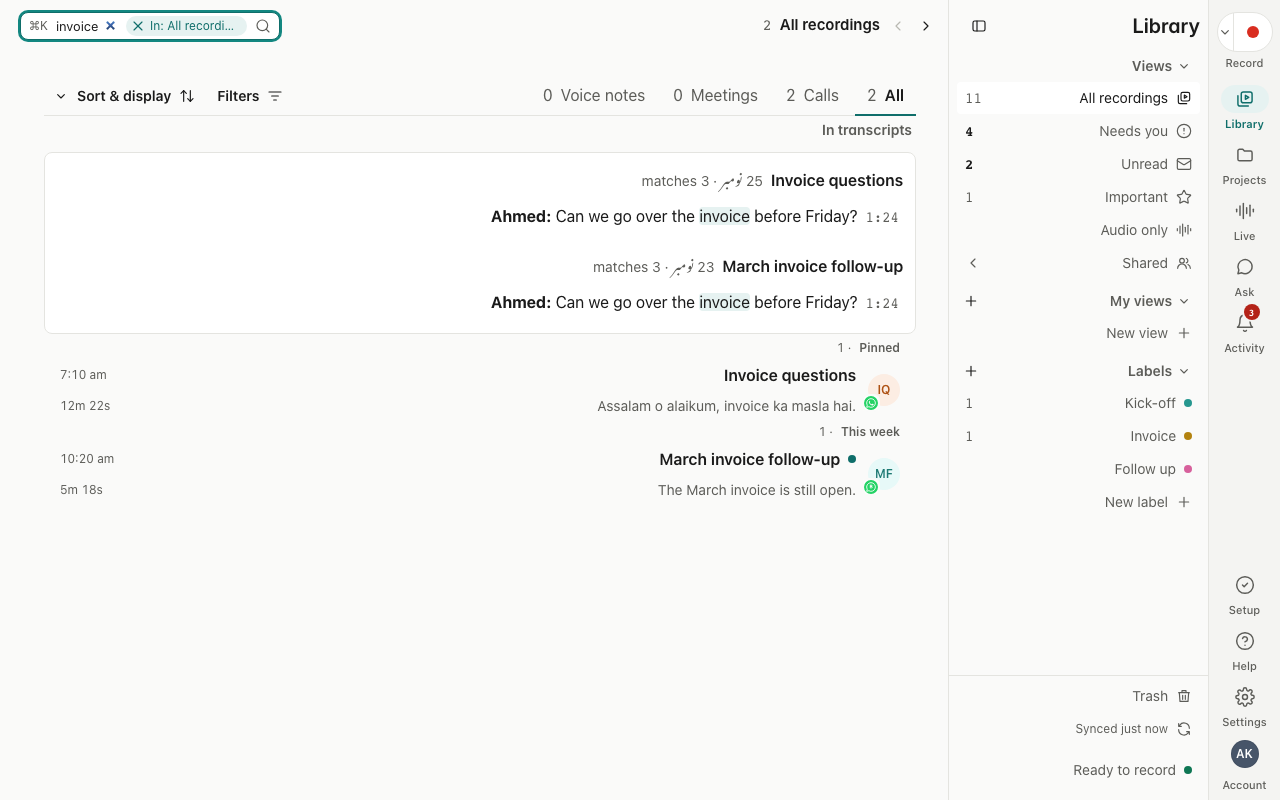 ⌘K invoice In: All recordi...
2 All recordings
Library
Record
Views
Sort & display
Filters
0 Voice notes
0 Meetings
2 Calls
2 All
In transcripts
Invoice questions 25 نومبر · 3 matches
Ahmed: Can we go over the invoice before Friday? 1:24
March invoice follow-up 23 نومبر · 3 matches
Ahmed: Can we go over the invoice before Friday? 1:24
1 · Pinned
7:10 am
Invoice questions
IQ
12m 22s
Assalam o alaikum, invoice ka masla hai.
1 · This week
10:20 am
March invoice follow-up
MF
5m 18s
The March invoice is still open.
11 All recordings
4 Needs you
2 Unread
1 Important
Audio only
Shared
My views
New view
Labels
1 Kick-off
1 Invoice
Follow up
New label
Trash
Synced just now
Ready to record
Library
Projects
Live
Ask
3
Activity
Setup
Help
Settings
AK
Account